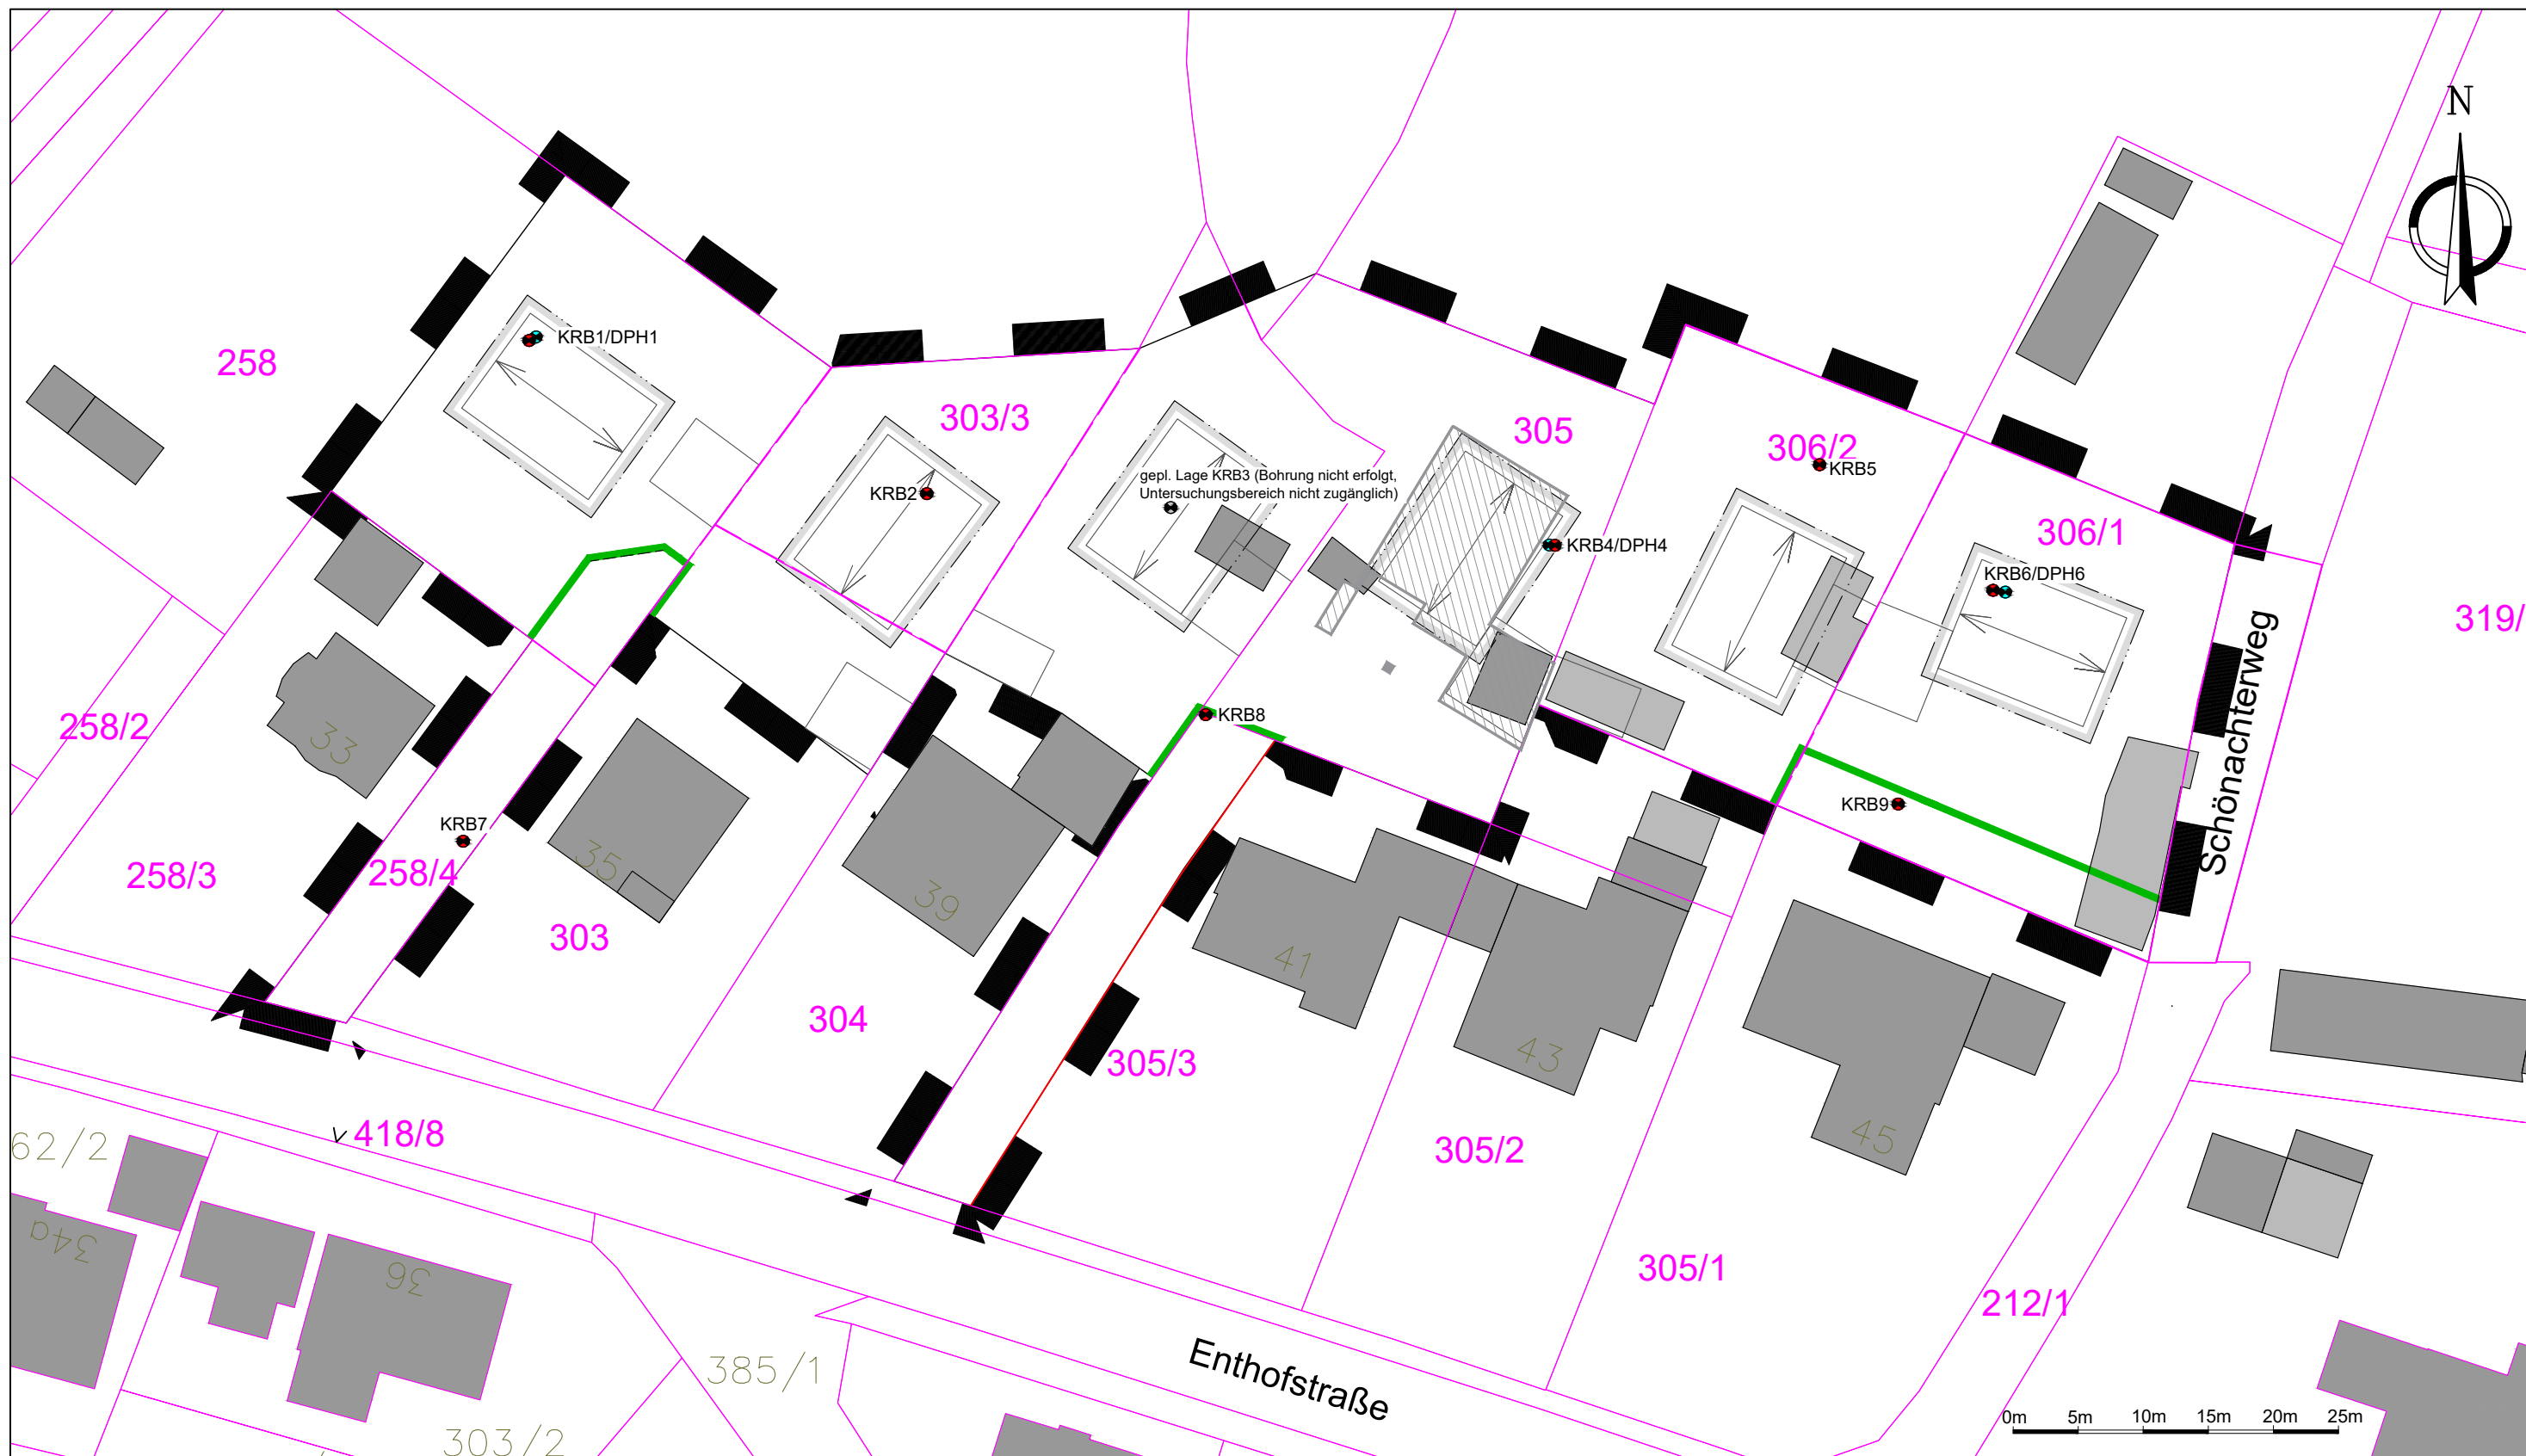 N
KRB1/DPH1
258
303/3
305
306/2
KRB5
gepl. Lage KRB3 (Bohrung nicht erfolgt,
Untersuchungsbereich nicht zugänglich)
KRB2
306/1
KRB4/DPH4
KRB6/DPH6
319/
Schönachterweg
258/2
33
KRB8
KRB9
KRB7
258/3
258/4
35
39
303
41
43
45
304
305/3
418/8
62/2
305/2
34a
36
305/1
212/1
Enthofstraße
385/1
303/2
0m 5m 10m 15m 20m 25m